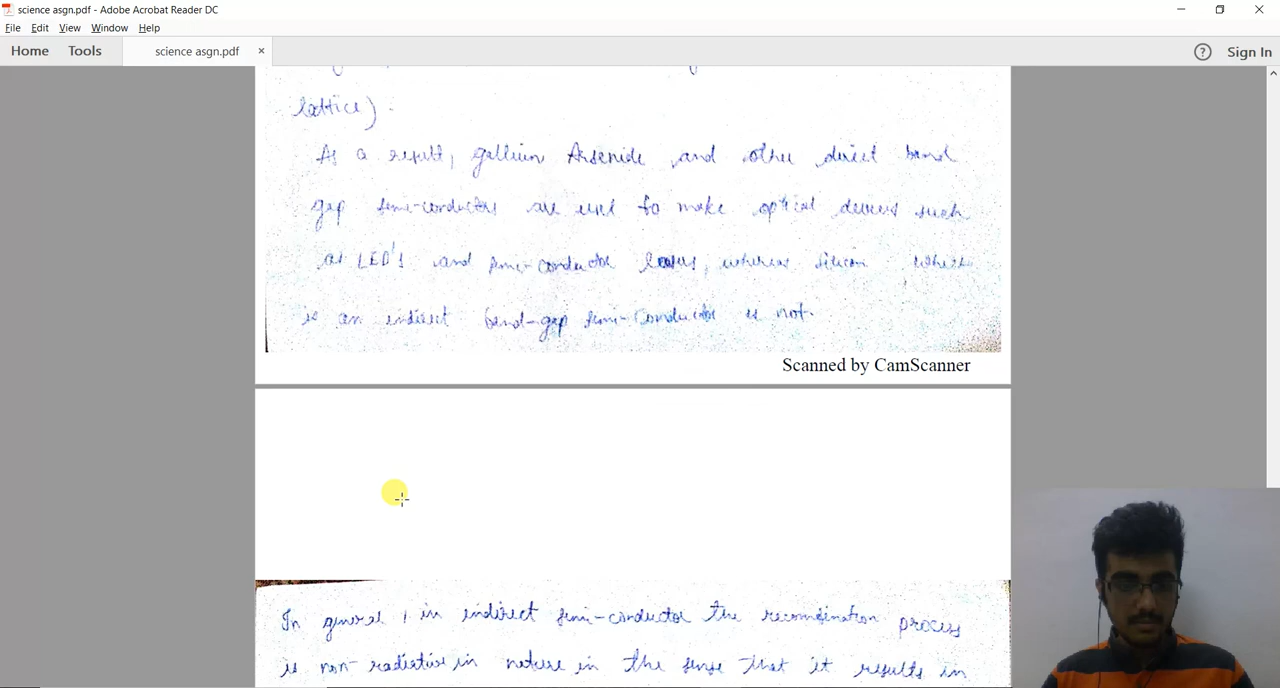 science asgn.pdf - Adobe Acrobat Reader DC
File Edit View Window Help
Home Tools science asgn.pdf × ? Sign In
lattice).
As a result, gallium Arsenide and other direct band
gap semi-conductors are used to make optical devices such
as LED's and semi-conductor lasers, whereas silicon which
is an indirect band-gap semi-conductor is not.
Scanned by CamScanner
In general, in indirect semi-conductor the recombination process
is non-radiative in nature in the sense that it results in